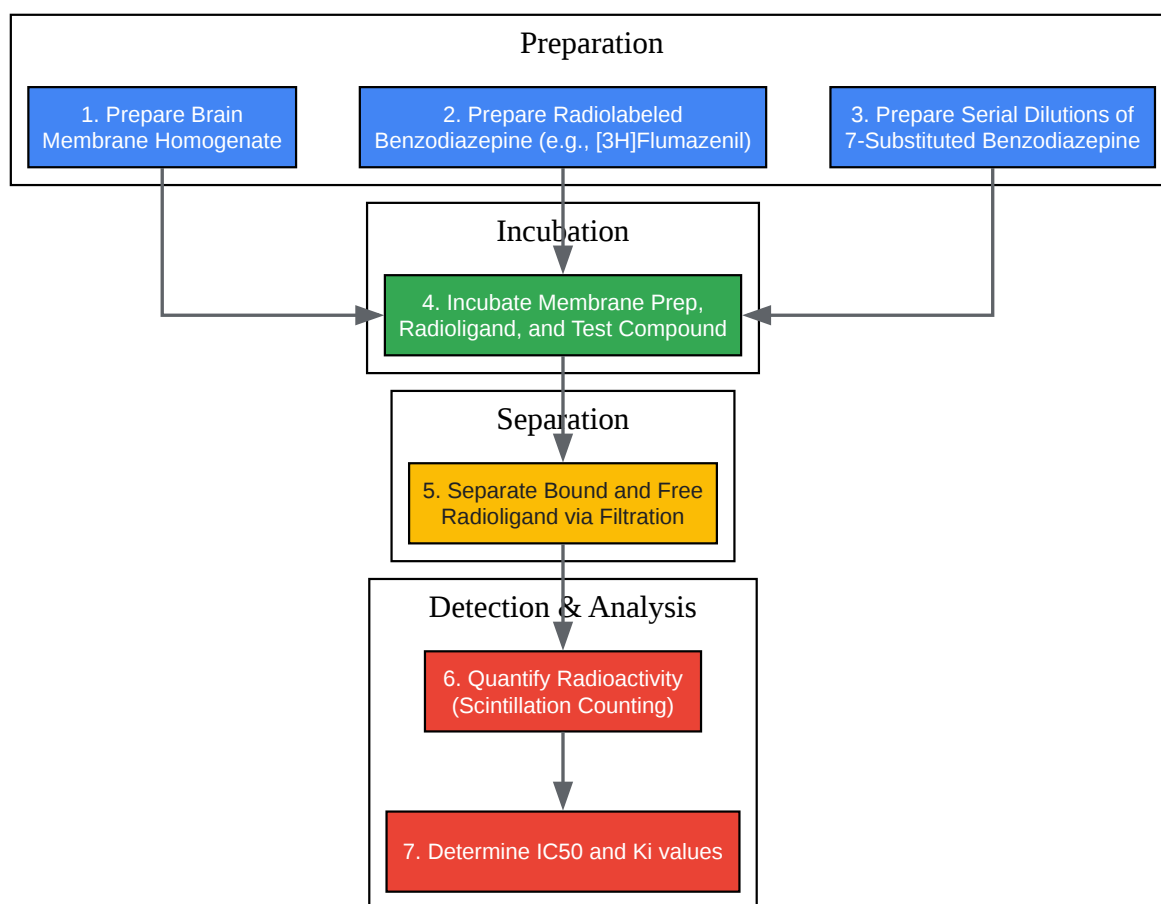 Preparation
1. Prepare Brain
Membrane Homogenate
2. Prepare Radiolabeled
Benzodiazepine (e.g., [3H]Flumazenil)
3. Prepare Serial Dilutions of
7-Substituted Benzodiazepine
Incubation
4. Incubate Membrane Prep,
Radioligand, and Test Compound
Separation
5. Separate Bound and Free
Radioligand via Filtration
Detection & Analysis
6. Quantify Radioactivity
(Scintillation Counting)
7. Determine IC50 and Ki values